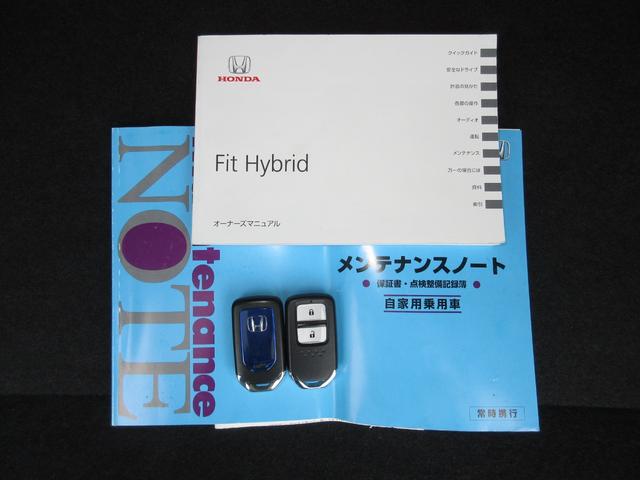 HONDA
Fit Hybrid
オーナーズマニュアル
クイックガイド
安全なドライブ
計器の見かた
各部の操作
オーディオ
運転
メンテナンス
万一の場合には
資料
索引
NOTE
tenance
メンテナンスノート
保証書・点検整備記録簿
自家用乗用車
常時携行